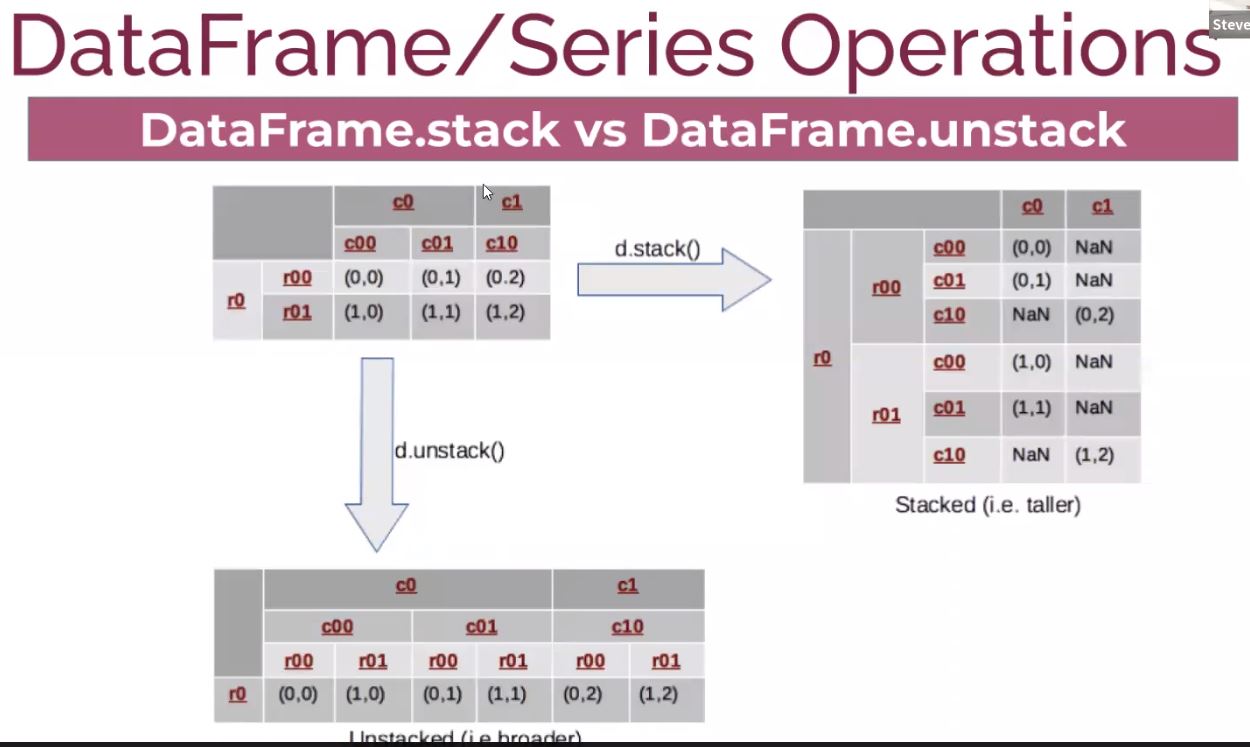 DataFrame/Series Operations
Steve
DataFrame.stack vs DataFrame.unstack
c0 c1
c00 c01 c10
r0
r00 (0,0) (0,1) (0.2)
r01 (1,0) (1,1) (1,2)
d.stack()
c0 c1
r0
r00
c00 (0,0) NaN
c01 (0,1) NaN
c10 NaN (0,2)
r01
c00 (1,0) NaN
c01 (1,1) NaN
c10 NaN (1,2)
Stacked (i.e. taller)
d.unstack()
c0 c1
c00 c01 c10
r00 r01 r00 r01 r00 r01
r0 (0,0) (1,0) (0,1) (1,1) (0,2) (1,2)
Unstacked (i.e broader)